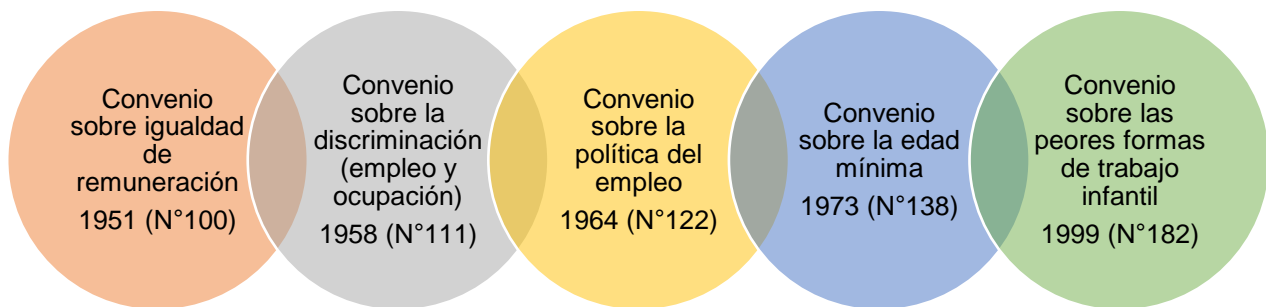 Convenio
sobre igualdad
de
remuneración
1951 (N°100)
Convenio
sobre la
discriminación
(empleo y
ocupación)
1958 (N°111)
Convenio
sobre la
política del
empleo
1964 (N°122)
Convenio
sobre la edad
mínima
1973 (N°138)
Convenio
sobre las
peores formas
de trabajo
infantil
1999 (N°182)